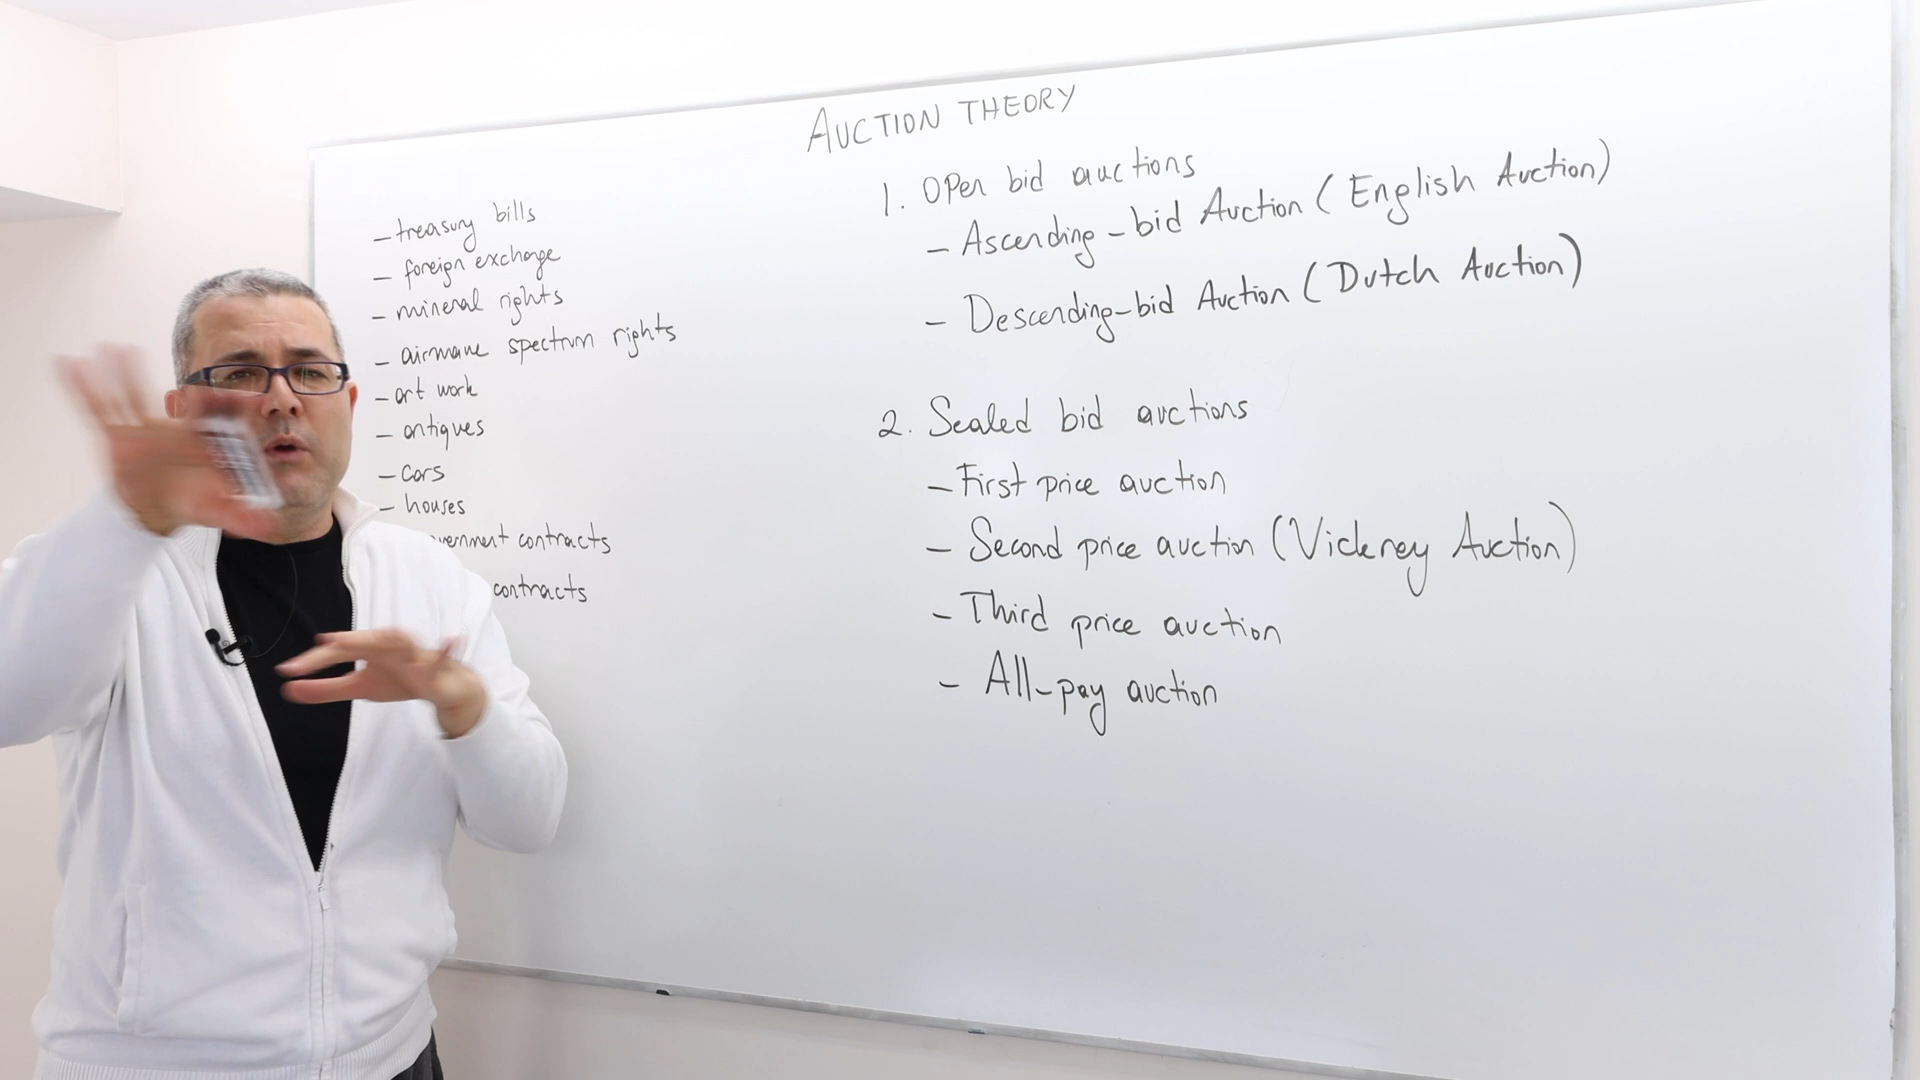 AUCTION THEORY
- treasury bills
- foreign exchange
- mineral rights
- airwave spectrum rights
- art work
- antiques
- cars
- houses
vernment contracts
contracts
1. Open bid auctions
- Ascending-bid Auction (English Auction)
- Descending-bid Auction (Dutch Auction)
2. Sealed bid auctions
- First price auction
- Second price auction (Vickrey Auction)
- Third price auction
- All-pay auction